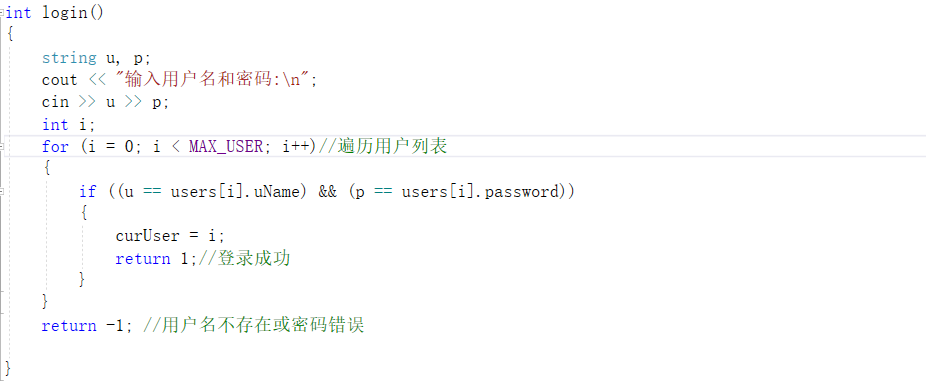 int login()
{
string u, p;
cout << "输入用户名和密码:\n";
cin >> u >> p;
int i;
for (i = 0; i < MAX_USER; i++)//遍历用户列表
{
if ((u == users[i].uName) && (p == users[i].password))
{
curUser = i;
return 1;//登录成功
}
}
return -1; //用户名不存在或密码错误
}